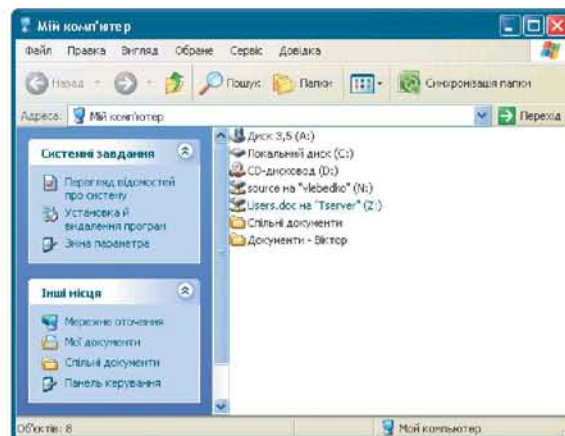 Мій комп'ютер
Файл Правка Вигляд Обране Сервіс Довідка
Назад Пошук Папки Синхронізація папки
Адреса: Мій комп'ютер Перехід
Системні завдання
Перегляд відомостей
про систему
Установка й
видалення програм
Зміна параметра
Інші місця
Мережне оточення
Мої документи
Спільні документи
Панель керування
Диск 3,5 (A:)
Локальний диск (C:)
CD-дисковод (D:)
source на "vlebedko" (N:)
Users.doc на "Tserver" (Z:)
Спільні документи
Документи - Віктор
Об'єктів: 8 Мой компьютер